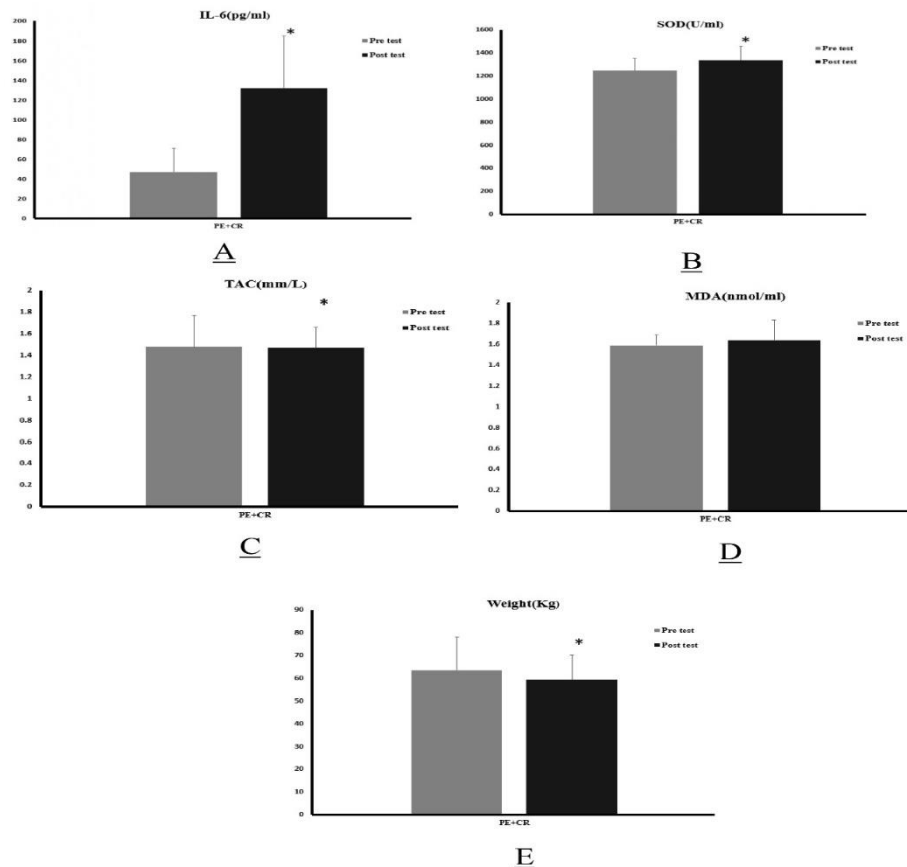 IL-6(pg/ml)
200
180
160
140
120
100
80
60
40
20
0
*
Pre test
Post test
PE+CR
A
SOD(U/ml)
1600
1400
1200
1000
800
600
400
200
0
*
Pre test
Post test
PE+CR
B
TAC(mm/L)
2
1.8
1.6
1.4
1.2
1
0.8
0.6
0.4
0.2
0
*
Pre test
Post test
PE+CR
C
MDA(nmol/ml)
2
1.8
1.6
1.4
1.2
1
0.8
0.6
0.4
0.2
0
Pre test
Post test
PE+CR
D
Weight(Kg)
90
80
70
60
50
40
30
20
10
0
*
Pre test
Post test
PE+CR
E